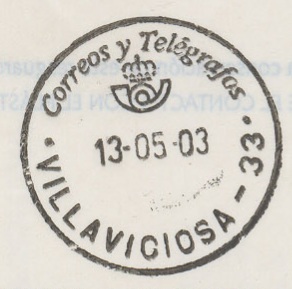 Correos y Telégrafos
13-05-03
· VILLAVICIOSA - 33 ·